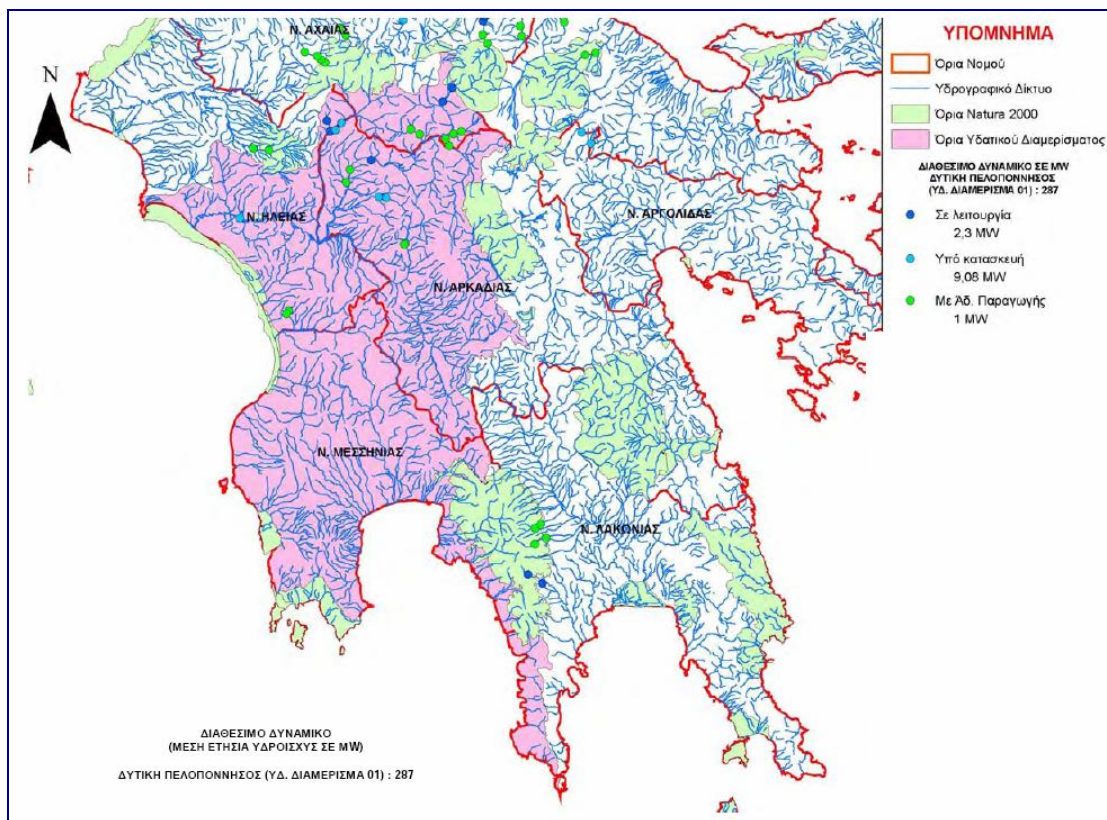 Ν. ΑΧΑΪΑΣ
N
Ν. ΗΛΕΙΑΣ
Ν. ΑΡΓΟΛΙΔΑΣ
Ν. ΑΡΚΑΔΙΑΣ
Ν. ΜΕΣΣΗΝΙΑΣ
Ν. ΛΑΚΩΝΙΑΣ
ΥΠΟΜΝΗΜΑ
Όρια Νομού
Υδρογραφικό Δίκτυο
Όρια Natura 2000
Όρια Υδατικού Διαμερίσματος
ΔΙΑΘΕΣΙΜΟ ΔΥΝΑΜΙΚΟ ΣΕ MW
ΔΥΤΙΚΗ ΠΕΛΟΠΟΝΝΗΣΟΣ
(ΥΔ. ΔΙΑΜΕΡΙΣΜΑ 01) : 287
Σε λειτουργία
2,3 MW
Υπό κατασκευή
9,08 MW
Με Άδ. Παραγωγής
1 MW
ΔΙΑΘΕΣΙΜΟ ΔΥΝΑΜΙΚΟ
(ΜΕΣΗ ΕΤΗΣΙΑ ΥΔΡΟΙΣΧΥΣ ΣΕ MW)
ΔΥΤΙΚΗ ΠΕΛΟΠΟΝΝΗΣΟΣ (ΥΔ. ΔΙΑΜΕΡΙΣΜΑ 01) : 287